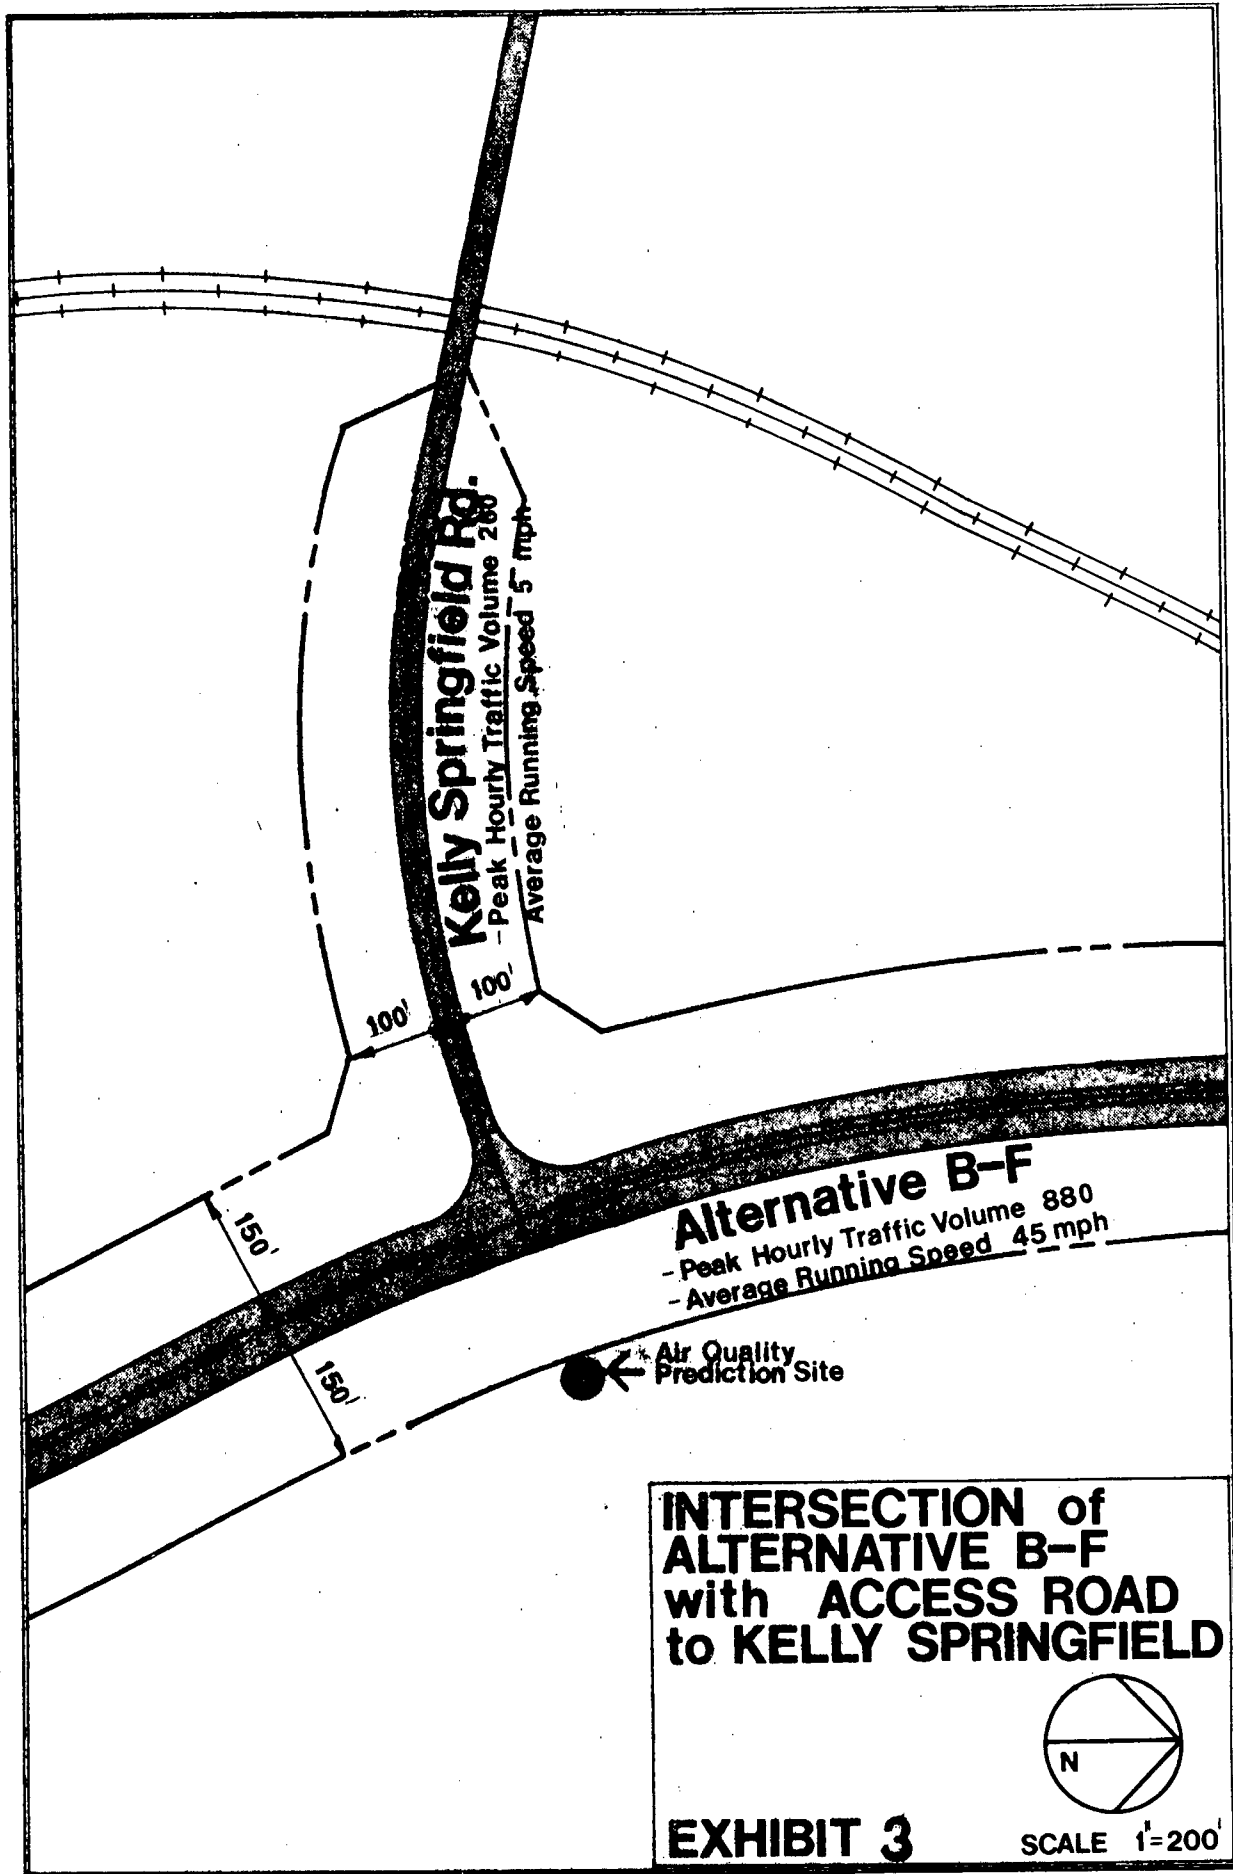 Kelly Springfield Rd.
- Peak Hourly Traffic Volume 260
Average Running Speed 5 mph
100'
100'
150'
150'
Alternative B-F
- Peak Hourly Traffic Volume 880
- Average Running Speed 45 mph
Air Quality
Prediction Site
INTERSECTION of
ALTERNATIVE B-F
with ACCESS ROAD
to KELLY SPRINGFIELD
N
EXHIBIT 3
SCALE 1"=200'